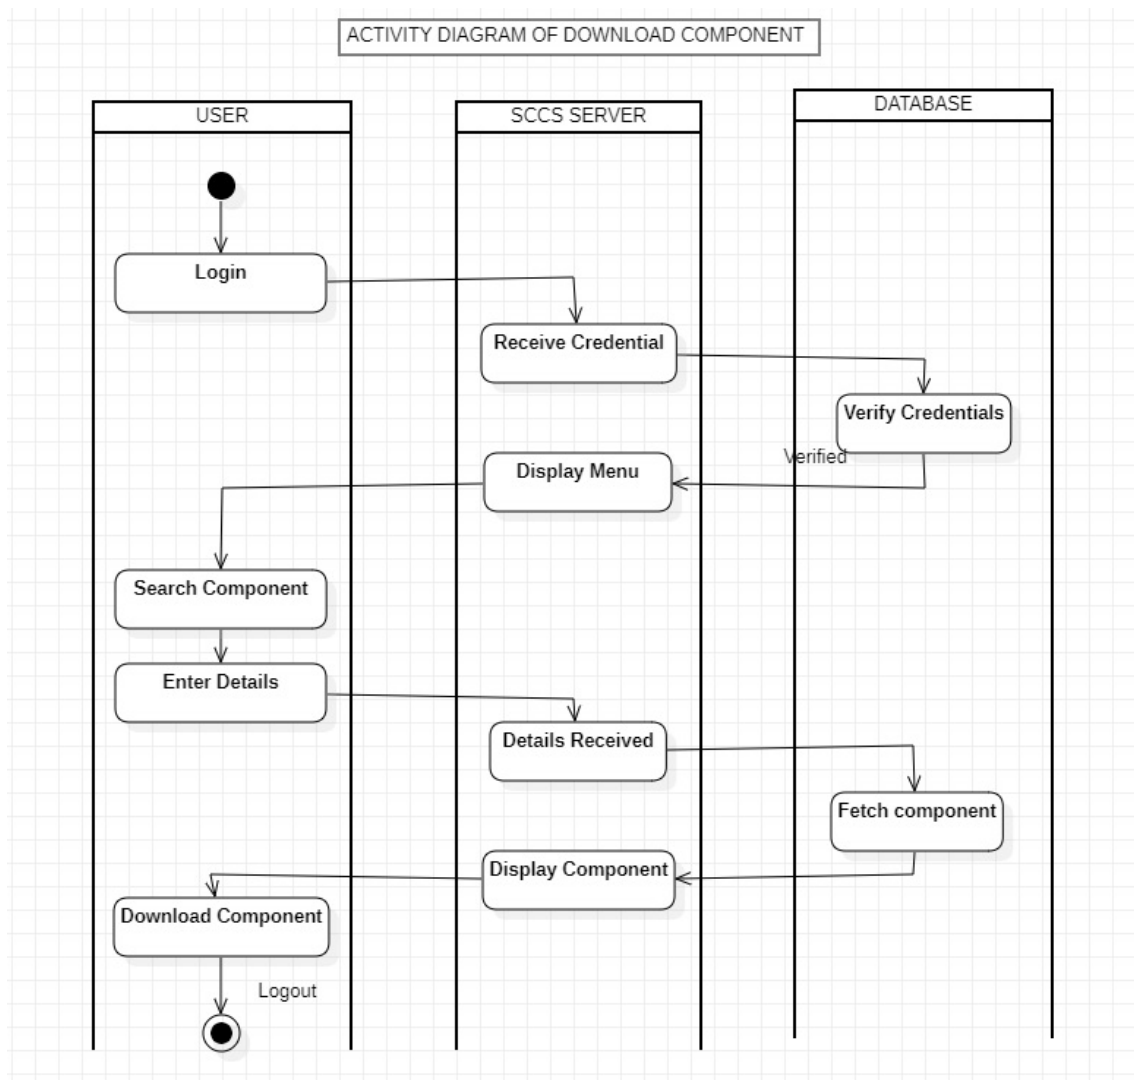 ACTIVITY DIAGRAM OF DOWNLOAD COMPONENT
USER
SCCS SERVER
DATABASE
Login
Receive Credential
Verify Credentials
Verified
Display Menu
Search Component
Enter Details
Details Received
Fetch component
Display Component
Download Component
Logout